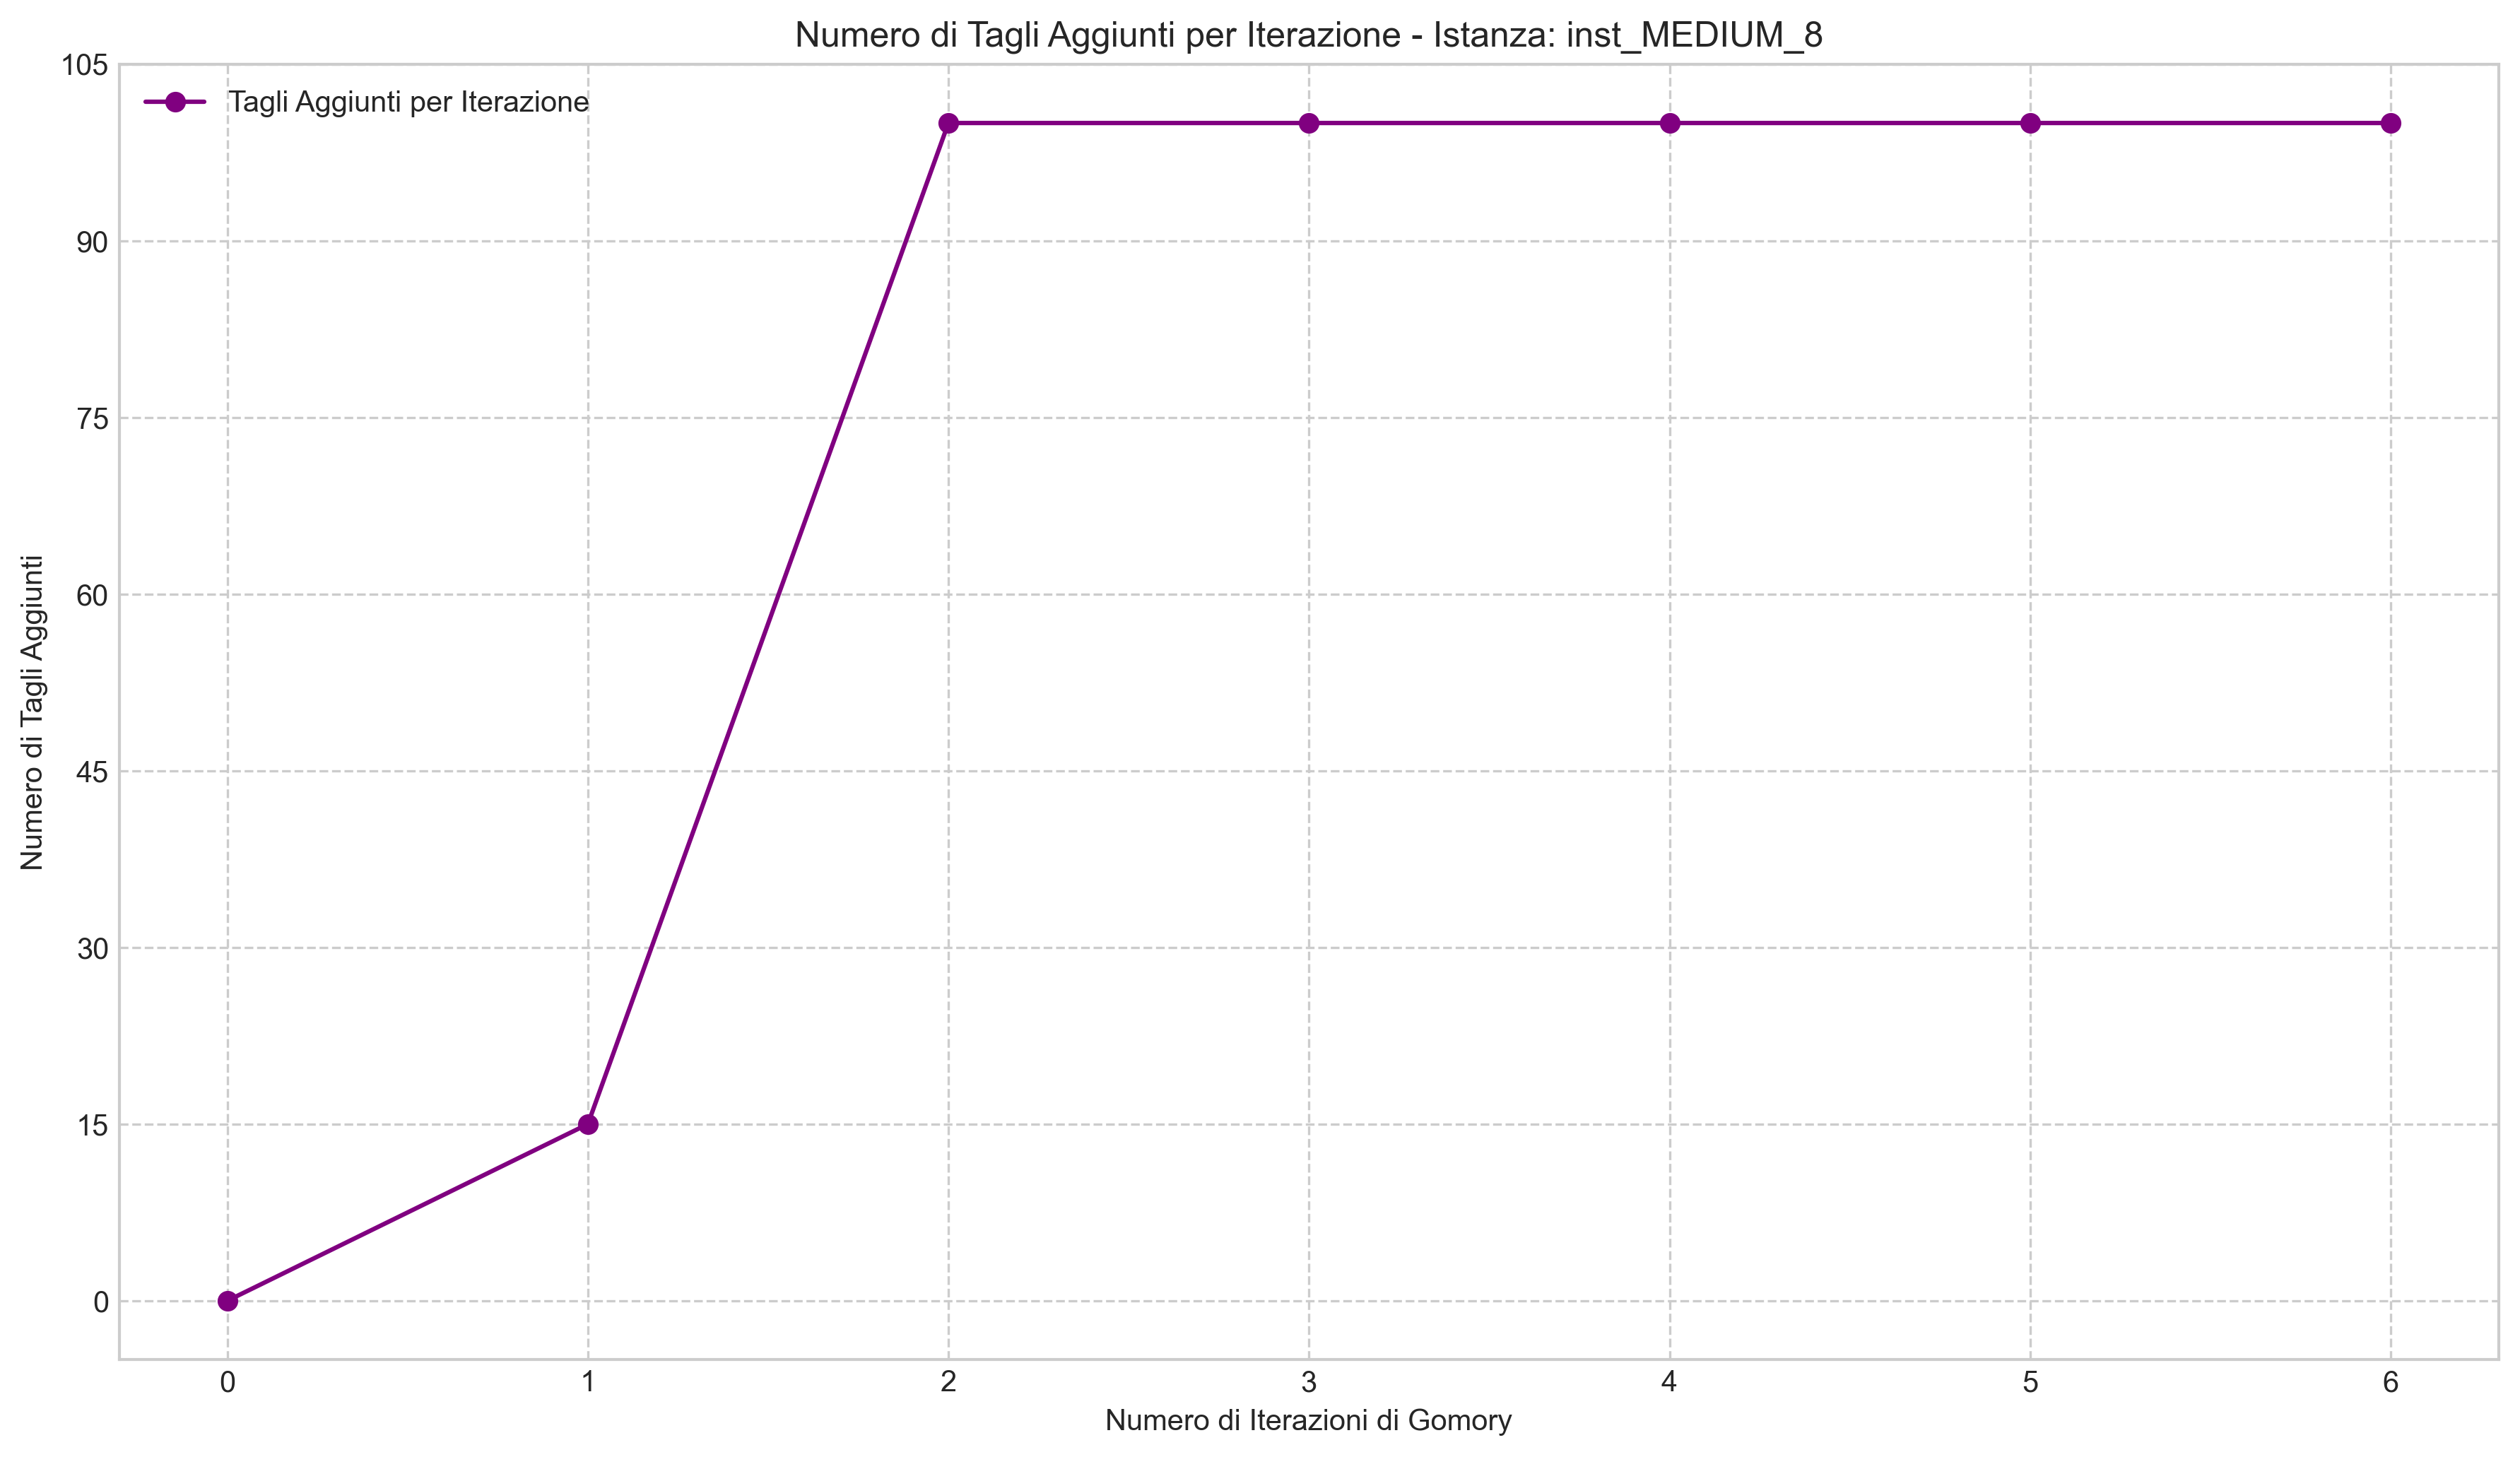 Numero di Tagli Aggiunti per Iterazione - Istanza: inst_MEDIUM_8
Tagli Aggiunti per Iterazione
Numero di Tagli Aggiunti
105
90
75
60
45
30
15
0
0 1 2 3 4 5 6
Numero di Iterazioni di Gomory